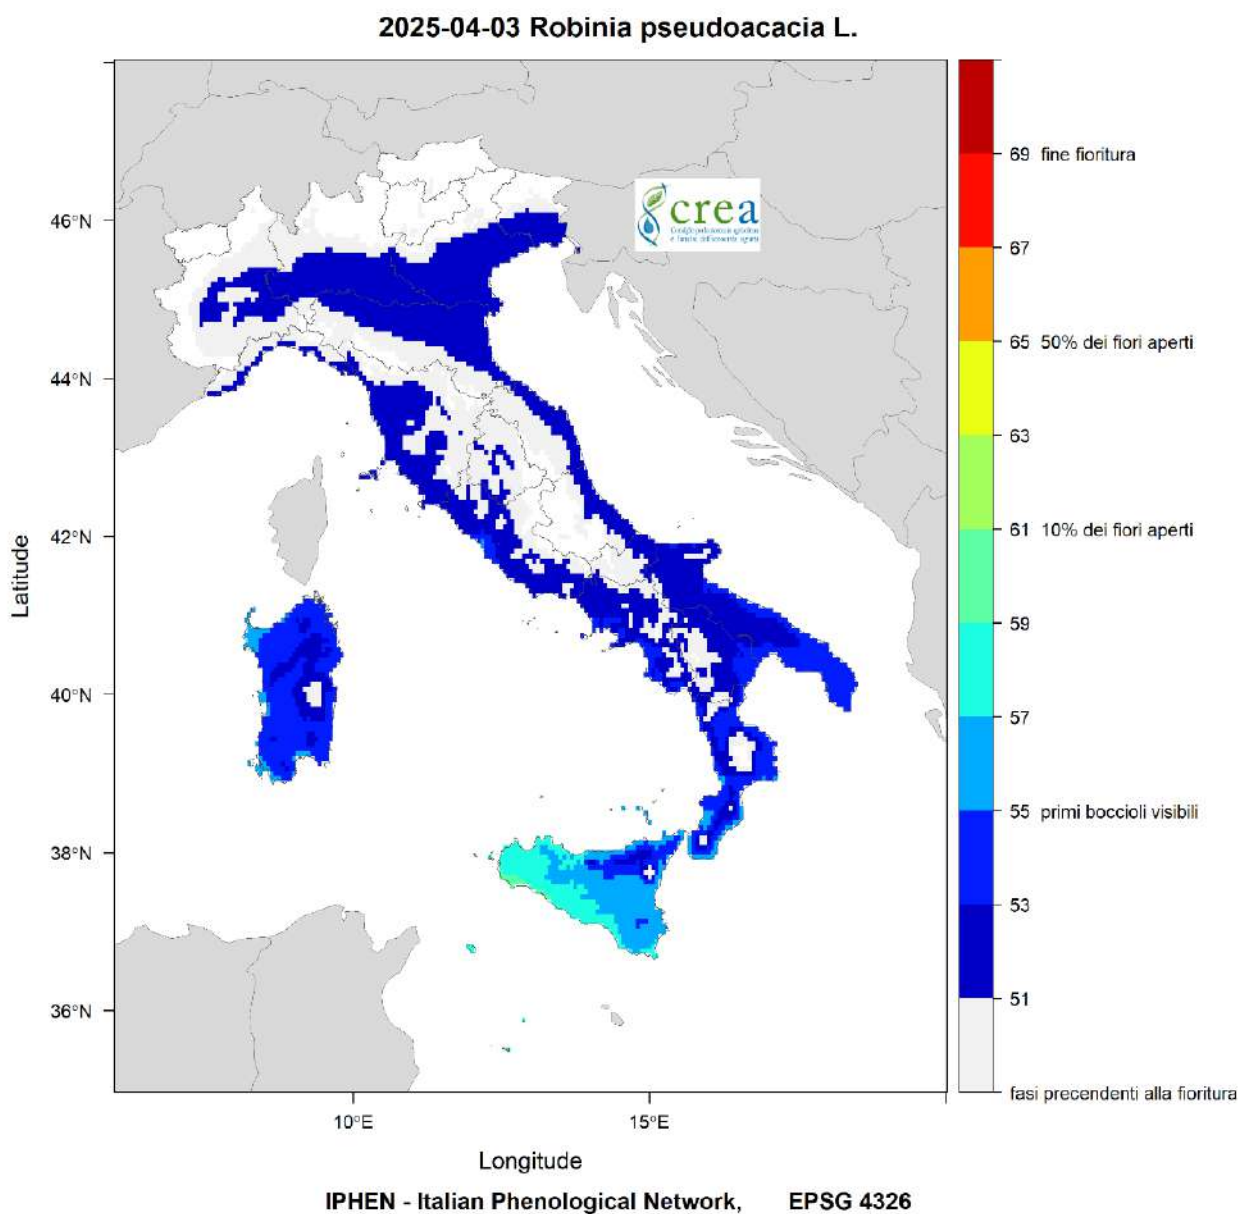 2025-04-03 Robinia pseudoacacia L.
46°N
44°N
42°N
40°N
38°N
36°N
Latitude
10°E
15°E
Longitude
crea
69 fine fioritura
67
65 50% dei fiori aperti
63
61 10% dei fiori aperti
59
57
55 primi boccioli visibili
53
51
fasi precendenti alla fioritura
IPHEN - Italian Phenological Network, EPSG 4326